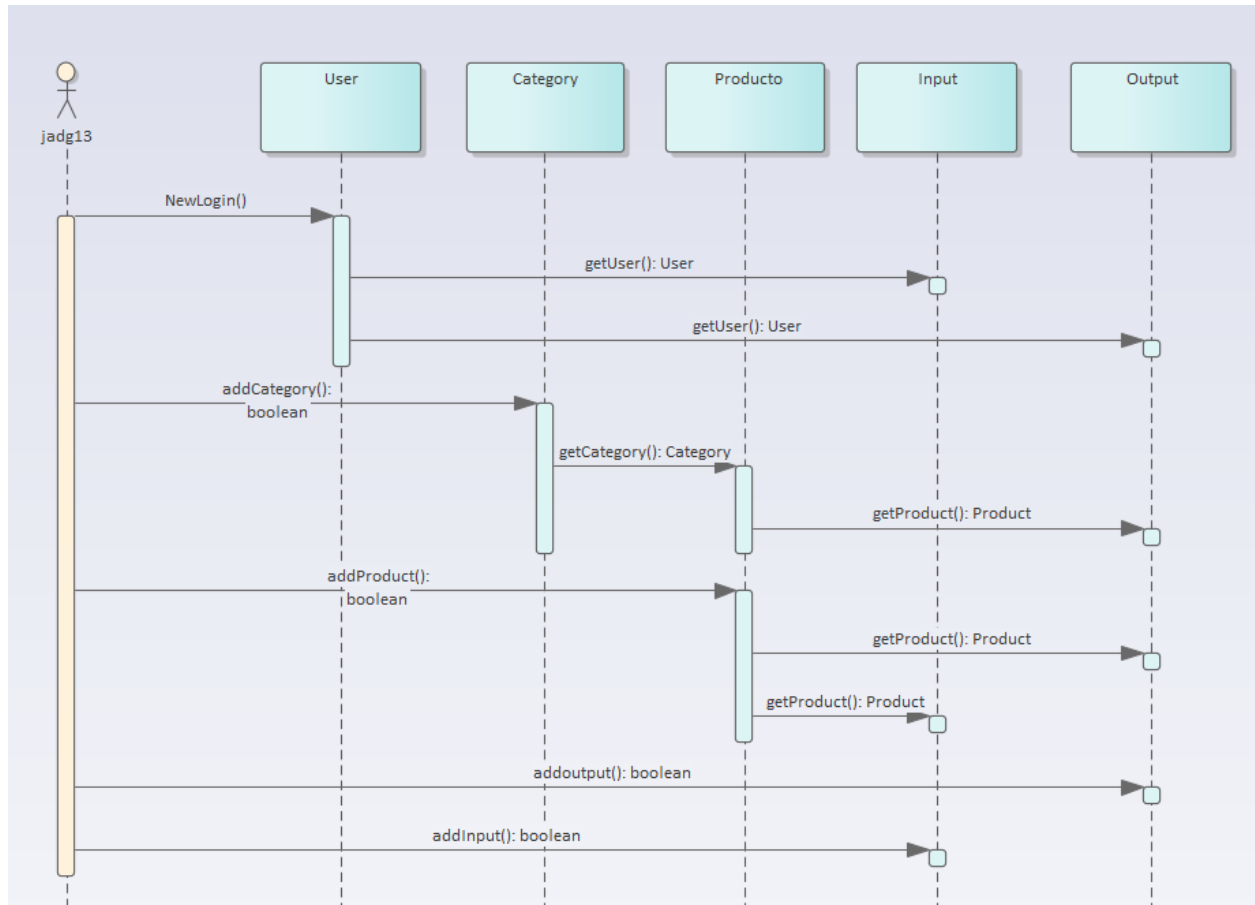 User
Category
Producto
Input
Output
jadg13
NewLogin()
getUser(): User
getUser(): User
addCategory():
boolean
getCategory(): Category
getProduct(): Product
addProduct():
boolean
getProduct(): Product
getProduct(): Product
addoutput(): boolean
addInput(): boolean